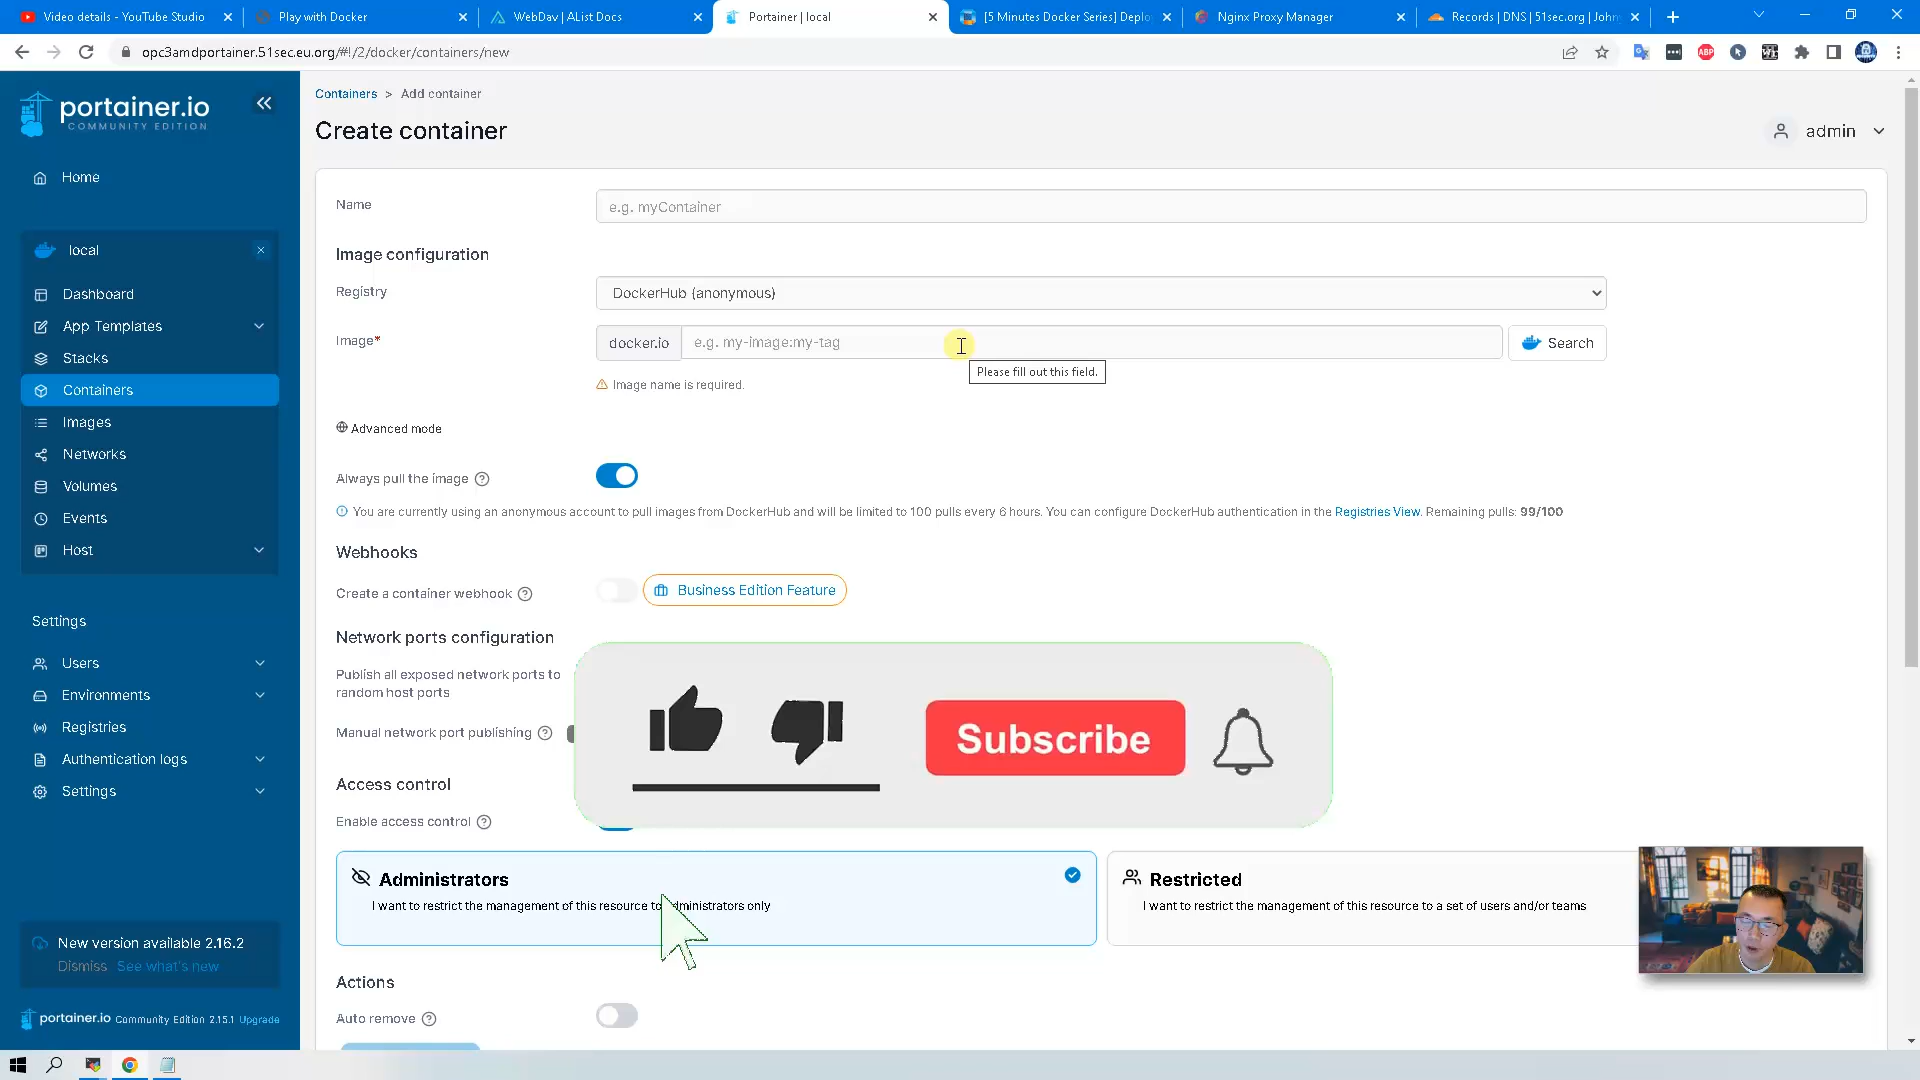 Video details - YouTube Studio
Play with Docker
WebDav | AList Docs
Portainer | local
[5 Minutes Docker Series] Deplo
Nginx Proxy Manager
Records | DNS | 51sec.org | John
opc3amdportainer.51sec.eu.org/#!/2/docker/containers/new
ABP
portainer.io
COMMUNITY EDITION
Home
local
Dashboard
App Templates
Stacks
Containers
Images
Networks
Volumes
Events
Host
Settings
Users
Environments
Registries
Authentication logs
Settings
New version available 2.16.2
Dismiss See what's new
portainer.io Community Edition 2.15.1 Upgrade
Containers > Add container
Create container
admin
Name
e.g. myContainer
Image configuration
Registry
DockerHub (anonymous)
Image*
docker.io
e.g. my-image:my-tag
Search
Please fill out this field.
Image name is required.
Advanced mode
Always pull the image
You are currently using an anonymous account to pull images from DockerHub and will be limited to 100 pulls every 6 hours. You can configure DockerHub authentication in the Registries View. Remaining pulls: 99/100
Webhooks
Create a container webhook
Business Edition Feature
Network ports configuration
Publish all exposed network ports to
random host ports
Manual network port publishing
Subscribe
Access control
Enable access control
Administrators
I want to restrict the management of this resource to administrators only
Restricted
I want to restrict the management of this resource to a set of users and/or teams
Actions
Auto remove